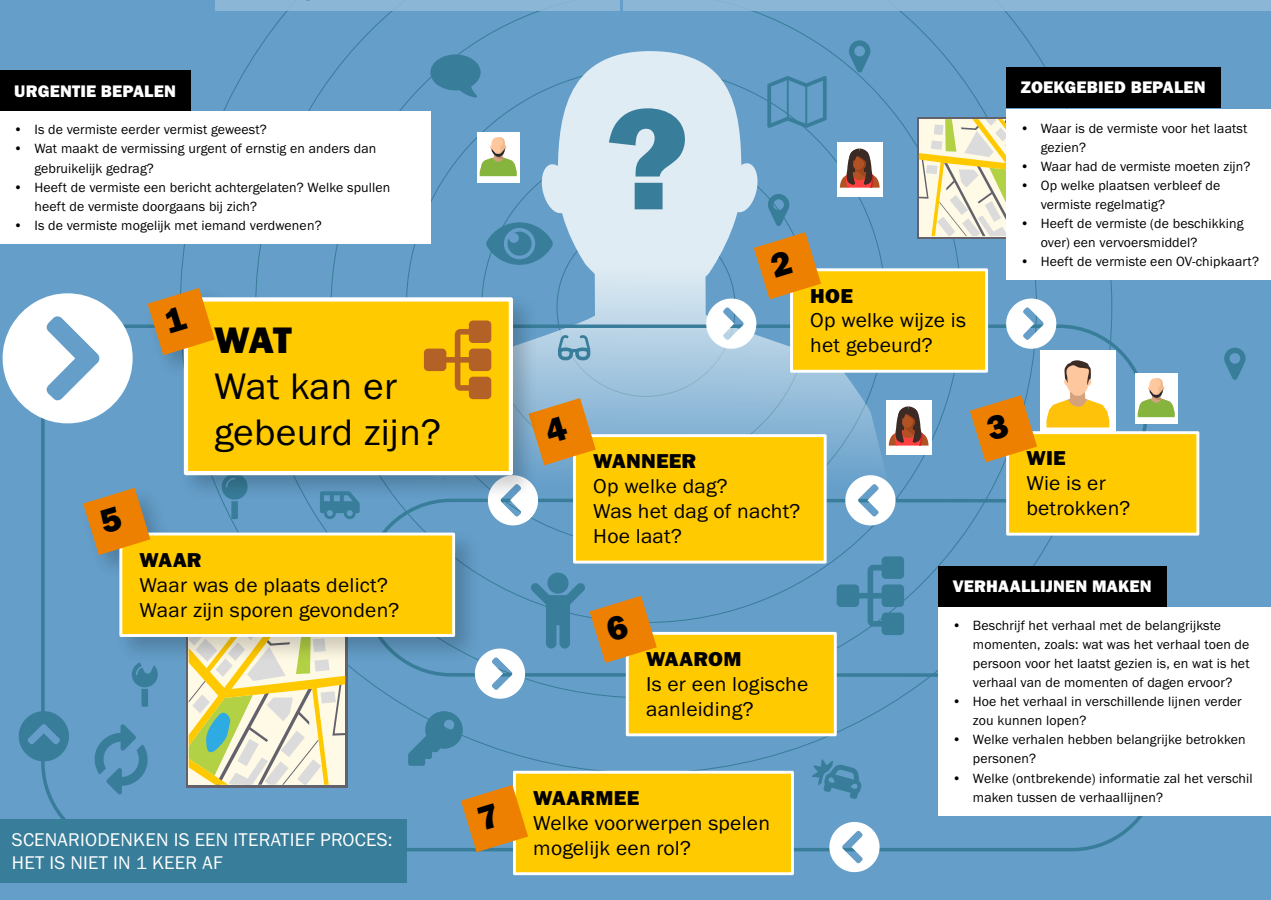 URGENTIE BEPALEN
• Is de vermiste eerder vermist geweest?
• Wat maakt de vermissing urgent of ernstig en anders dan
gebruikelijk gedrag?
• Heeft de vermiste een bericht achtergelaten? Welke spullen
heeft de vermiste doorgaans bij zich?
• Is de vermiste mogelijk met iemand verdwenen?
?
ZOEKGEBIED BEPALEN
• Waar is de vermiste voor het laatst
gezien?
• Waar had de vermiste moeten zijn?
• Op welke plaatsen verbleef de
vermiste regelmatig?
• Heeft de vermiste (de beschikking
over) een vervoersmiddel?
• Heeft de vermiste een OV-chipkaart?
1
WAT
Wat kan er
gebeurd zijn?
2
HOE
Op welke wijze is
het gebeurd?
3
WIE
Wie is er
betrokken?
4
WANNEER
Op welke dag?
Was het dag of nacht?
Hoe laat?
5
WAAR
Waar was de plaats delict?
Waar zijn sporen gevonden?
6
WAAROM
Is er een logische
aanleiding?
7
WAARMEE
Welke voorwerpen spelen
mogelijk een rol?
VERHAALLIJNEN MAKEN
• Beschrijf het verhaal met de belangrijkste
momenten, zoals: wat was het verhaal toen de
persoon voor het laatst gezien is, en wat is het
verhaal van de momenten of dagen ervoor?
• Hoe het verhaal in verschillende lijnen verder
zou kunnen lopen?
• Welke verhalen hebben belangrijke betrokken
personen?
• Welke (ontbrekende) informatie zal het verschil
maken tussen de verhaallijnen?
SCENARIODENKEN IS EEN ITERATIEF PROCES:
HET IS NIET IN 1 KEER AF